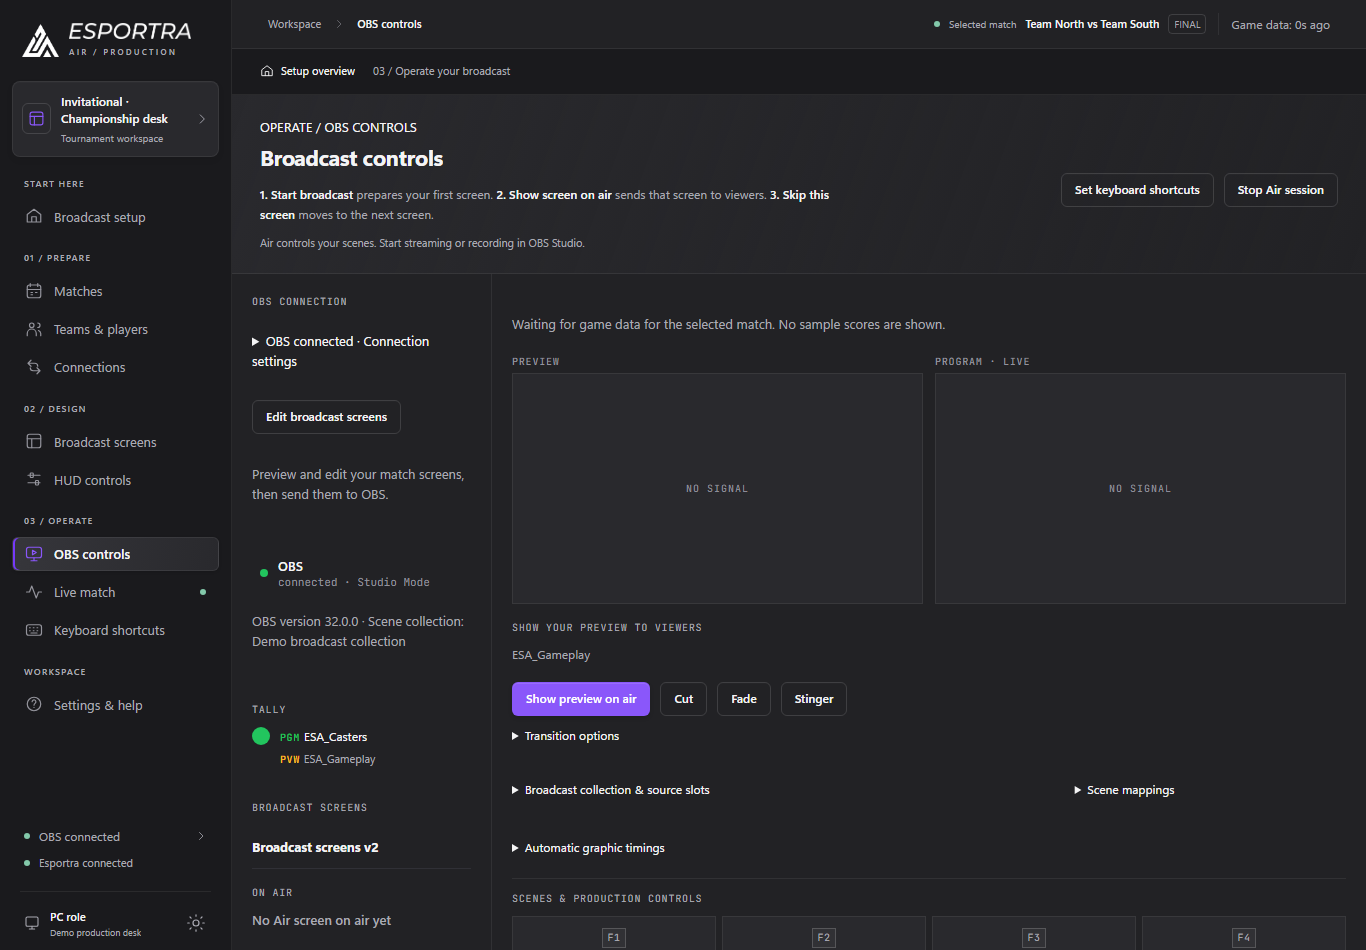 ESPORTRA
AIR / PRODUCTION
Invitational ·
Championship desk
Tournament workspace
START HERE
Broadcast setup
01 / PREPARE
Matches
Teams & players
Connections
02 / DESIGN
Broadcast screens
HUD controls
03 / OPERATE
OBS controls
Live match
Keyboard shortcuts
WORKSPACE
Settings & help
OBS connected
Esportra connected
PC role
Demo production desk
Workspace
OBS controls
Selected match Team North vs Team South FINAL
Game data: 0s ago
Setup overview
03 / Operate your broadcast
OPERATE / OBS CONTROLS
Broadcast controls
1. Start broadcast prepares your first screen. 2. Show screen on air sends that screen to viewers. 3. Skip this
screen moves to the next screen.
Air controls your scenes. Start streaming or recording in OBS Studio.
Set keyboard shortcuts
Stop Air session
OBS CONNECTION
OBS connected · Connection
settings
Edit broadcast screens
Preview and edit your match screens,
then send them to OBS.
OBS
connected · Studio Mode
OBS version 32.0.0 · Scene collection:
Demo broadcast collection
TALLY
PGM ESA_Casters
PVW ESA_Gameplay
BROADCAST SCREENS
Broadcast screens v2
ON AIR
No Air screen on air yet
Waiting for game data for the selected match. No sample scores are shown.
PREVIEW
NO SIGNAL
PROGRAM · LIVE
NO SIGNAL
SHOW YOUR PREVIEW TO VIEWERS
ESA_Gameplay
Show preview on air
Cut
Fade
Stinger
Transition options
Broadcast collection & source slots
Scene mappings
Automatic graphic timings
SCENES & PRODUCTION CONTROLS
F1
F2
F3
F4